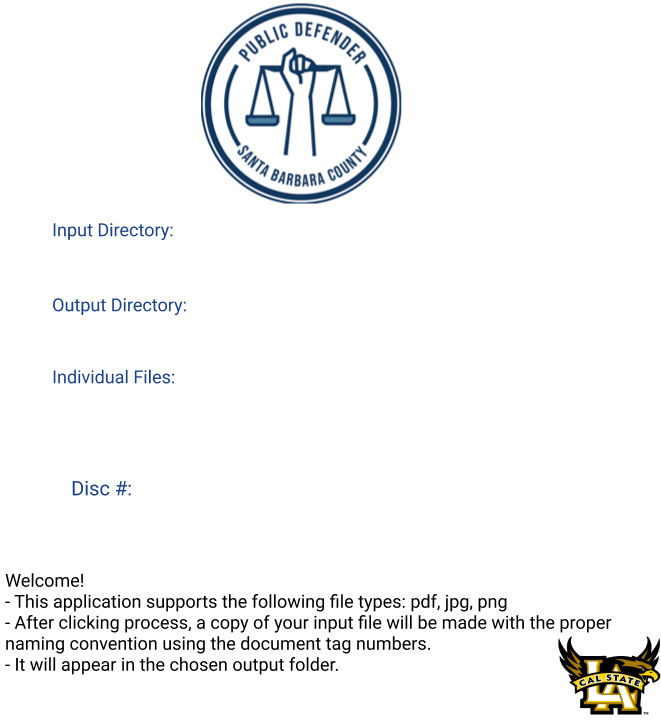 PUBLIC DEFENDER
SANTA BARBARA COUNTY
Input Directory:
Output Directory:
Individual Files:
Disc #:
Welcome!
- This application supports the following file types: pdf, jpg, png
- After clicking process, a copy of your input file will be made with the proper
naming convention using the document tag numbers.
- It will appear in the chosen output folder.
LA
CAL STATE
TM